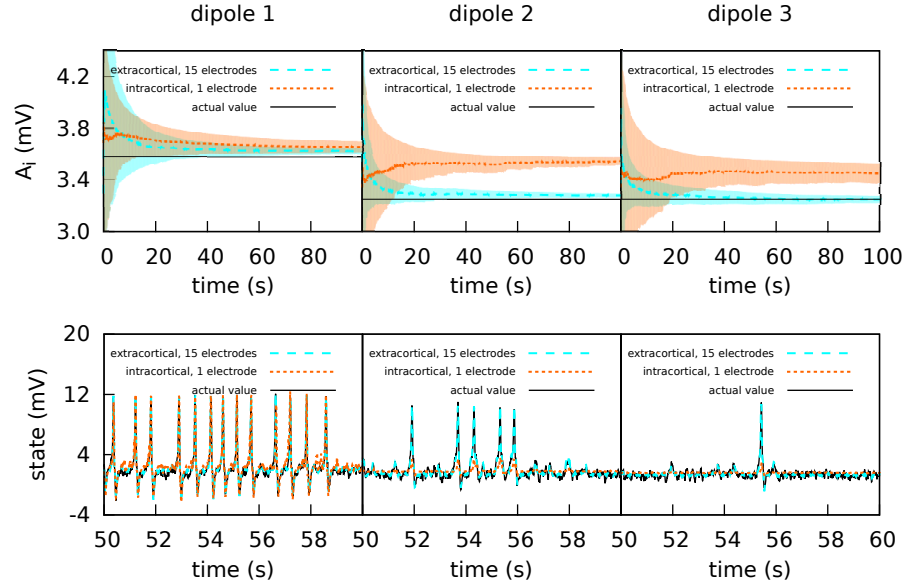 dipole 1 dipole 2 dipole 3
4.2
3.8
3.4
3.0
A_i (mV)
extracortical, 15 electrodes
intracortical, 1 electrode
actual value
extracortical, 15 electrodes
intracortical, 1 electrode
actual value
extracortical, 15 electrodes
intracortical, 1 electrode
actual value
0 20 40 60 80 0 20 40 60 80 0 20 40 60 80 100
time (s) time (s) time (s)
20
12
4
-4
state (mV)
extracortical, 15 electrodes
intracortical, 1 electrode
actual value
extracortical, 15 electrodes
intracortical, 1 electrode
actual value
extracortical, 15 electrodes
intracortical, 1 electrode
actual value
50 52 54 56 58 50 52 54 56 58 50 52 54 56 58 60
time (s) time (s) time (s)